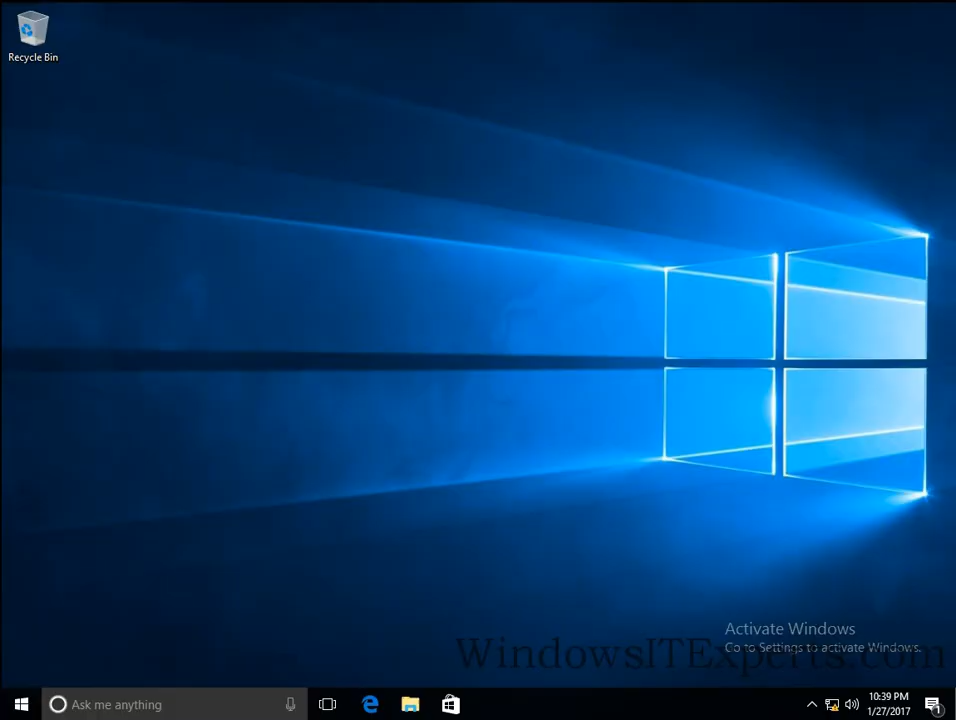 Recycle Bin
Activate Windows
Go to Settings to activate Windows.
WindowsITExperts.com
Ask me anything
10:39 PM
1/27/2017
1